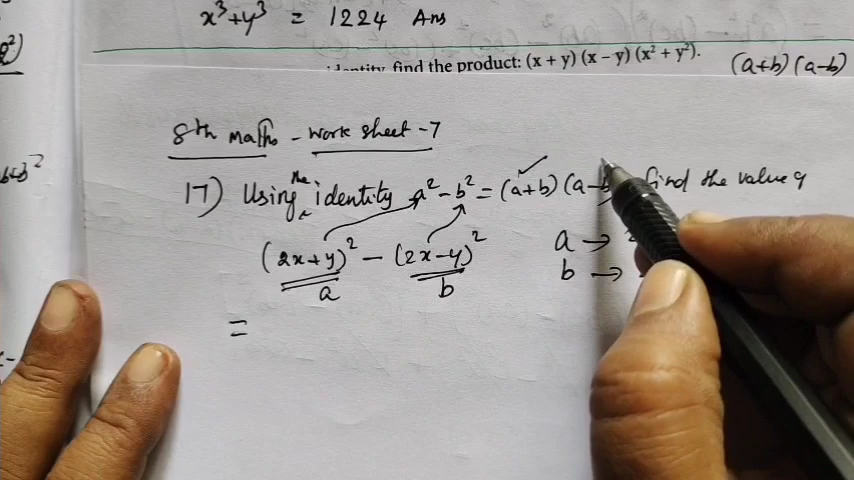 x³+y³ = 1224 Ans
identity, find the product: (x + y) (x − y) (x² + y²).
(a+b) (a-b)
8th maths - work sheet -7
17) Using the identity a² - b² = (a+b) (a-b) find the value of
(2x+y)² - (2x-y)²
a b
a →
b →
=